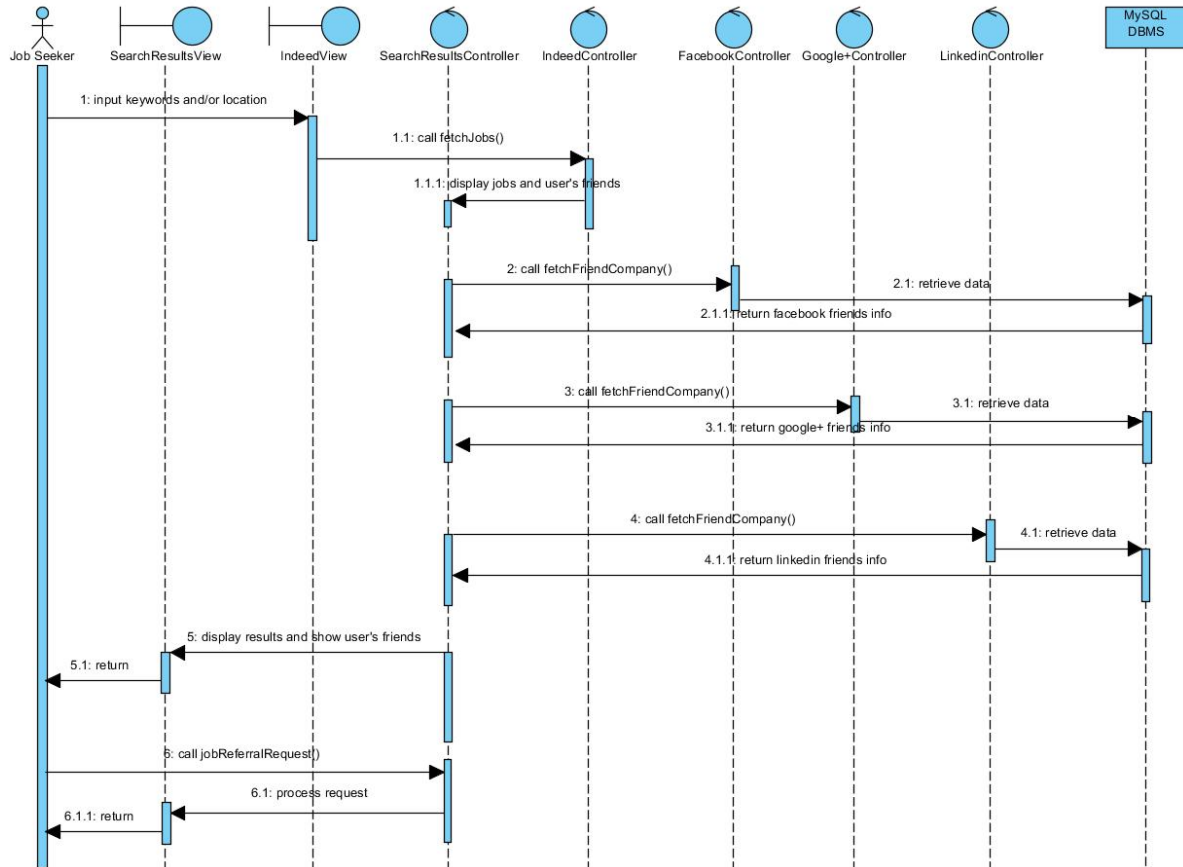 MySQL
DBMS
Job Seeker
SearchResultsView
IndeedView
SearchResultsController
IndeedController
FacebookController
Google+Controller
LinkedinController
1: input keywords and/or location
1.1: call fetchJobs()
1.1.1: display jobs and user's friends
2: call fetchFriendCompany()
2.1: retrieve data
2.1.1: return facebook friends info
3: call fetchFriendCompany()
3.1: retrieve data
3.1.1: return google+ friends info
4: call fetchFriendCompany()
4.1: retrieve data
4.1.1: return linkedin friends info
5: display results and show user's friends
5.1: return
6: call jobReferralRequest()
6.1: process request
6.1.1: return